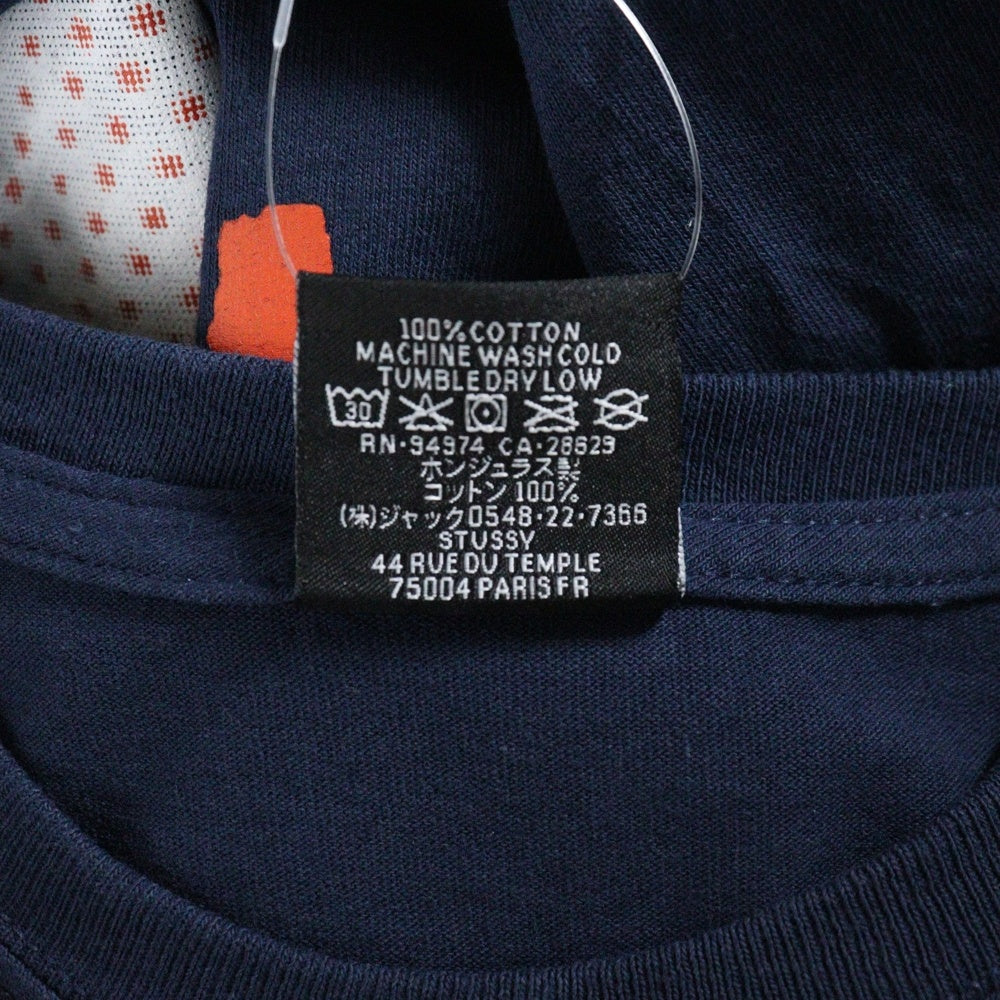 100% COTTON
MACHINE WASH COLD
TUMBLE DRY LOW
30
RN·94974 CA·28629
ホンジュラス製
コットン 100%
(株)ジャック0548·22·7366
STUSSY
44 RUE DU TEMPLE
75004 PARIS FR